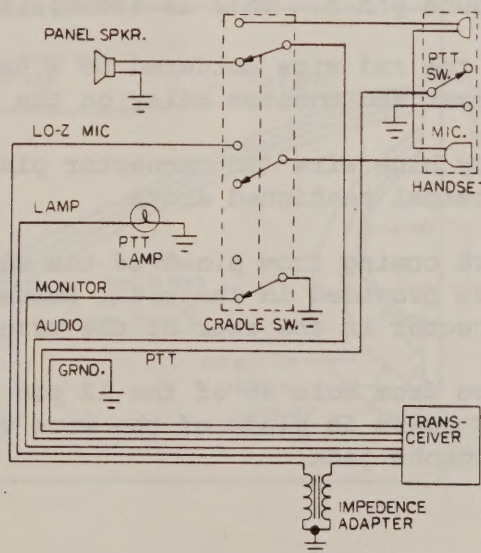 PANEL SPKR.
LO-Z MIC
LAMP
PTT
LAMP
MONITOR
AUDIO
CRADLE SW.
PTT
GRND.
PTT
SW.
MIC.
HANDSET
TRANS-
CEIVER
IMPEDENCE
ADAPTER